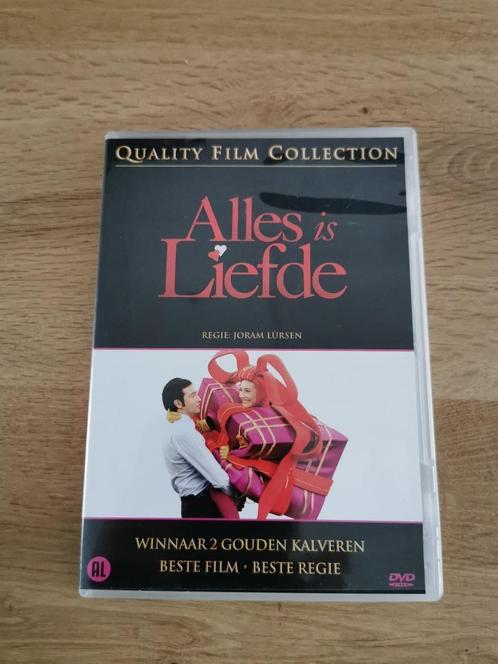 QUALITY FILM COLLECTION
Alles is
Liefde
REGIE: JORAM LÜRSEN
WINNAAR 2 GOUDEN KALVEREN
BESTE FILM · BESTE REGIE
AL
DVD